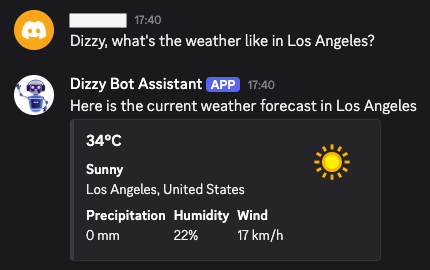 17:40
Dizzy, what's the weather like in Los Angeles?
Dizzy Bot Assistant APP 17:40
Here is the current weather forecast in Los Angeles
34°C
Sunny
Los Angeles, United States
Precipitation Humidity Wind
0 mm 22% 17 km/h